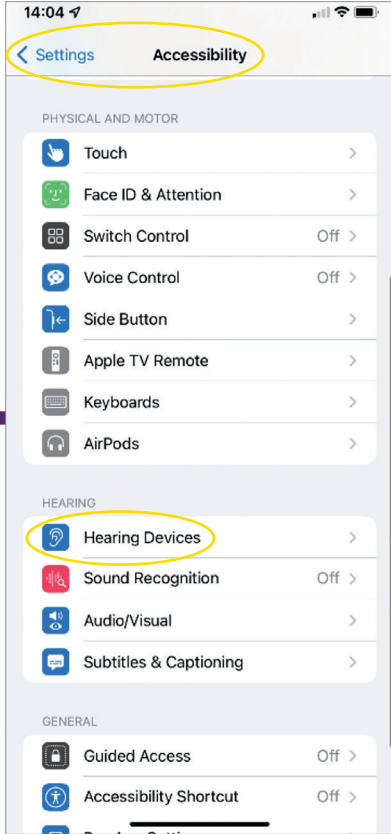 14:04
Settings Accessibility
PHYSICAL AND MOTOR
Touch
Face ID & Attention
Switch Control Off
Voice Control Off
Side Button
Apple TV Remote
Keyboards
AirPods
HEARING
Hearing Devices
Sound Recognition Off
Audio/Visual
Subtitles & Captioning
GENERAL
Guided Access Off
Accessibility Shortcut Off